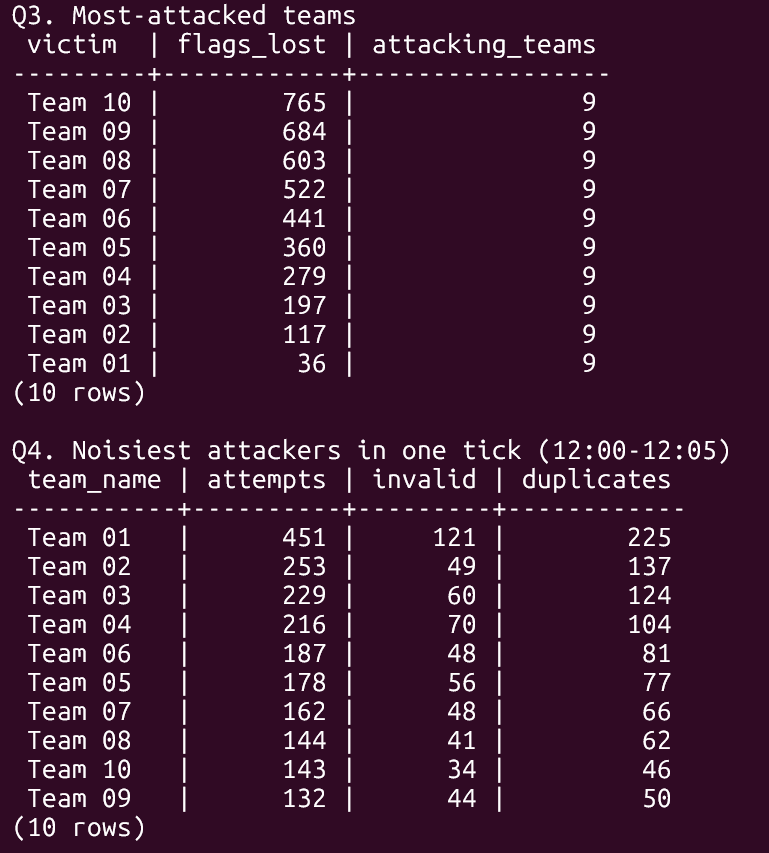 Q3. Most-attacked teams
 victim  | flags_lost | attacking_teams
---------+------------+-----------------
 Team 10 |        765 |               9
 Team 09 |        684 |               9
 Team 08 |        603 |               9
 Team 07 |        522 |               9
 Team 06 |        441 |               9
 Team 05 |        360 |               9
 Team 04 |        279 |               9
 Team 03 |        197 |               9
 Team 02 |        117 |               9
 Team 01 |         36 |               9
(10 rows)

Q4. Noisiest attackers in one tick (12:00-12:05)
 team_name | attempts | invalid | duplicates
-----------+----------+---------+------------
 Team 01   |      451 |     121 |        225
 Team 02   |      253 |      49 |        137
 Team 03   |      229 |      60 |        124
 Team 04   |      216 |      70 |        104
 Team 06   |      187 |      48 |         81
 Team 05   |      178 |      56 |         77
 Team 07   |      162 |      48 |         66
 Team 08   |      144 |      41 |         62
 Team 10   |      143 |      34 |         46
 Team 09   |      132 |      44 |         50
(10 rows)